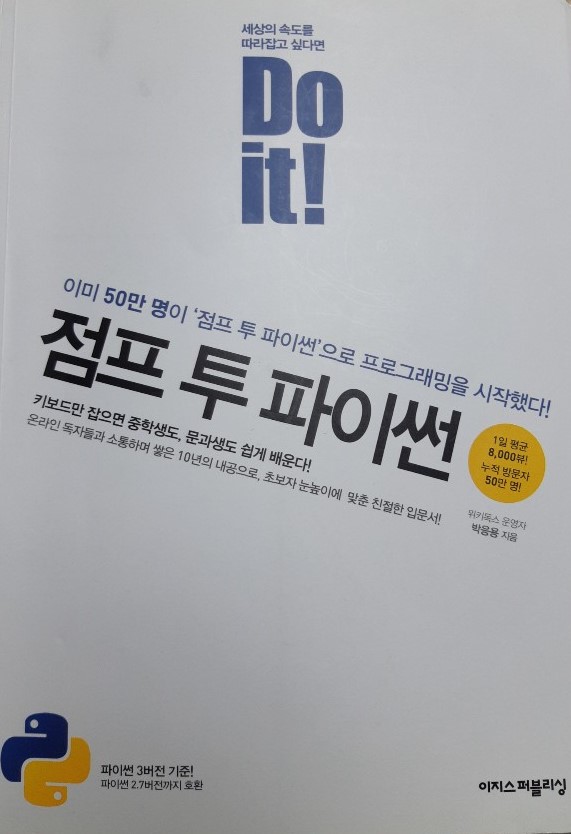 세상의 속도를
따라잡고 싶다면
Do
it!
이미 50만 명이 '점프 투 파이썬'으로 프로그래밍을 시작했다!
점프 투 파이썬
키보드만 잡으면 중학생도, 문과생도 쉽게 배운다!
온라인 독자들과 소통하며 쌓은 10년의 내공으로, 초보자 눈높이에 맞춘 친절한 입문서!
1일 평균
8,000부!
누적 방문자
50만 명!
위키독스 운영자
박응용 지음
파이썬 3버전 기준!
파이썬 2.7버전까지 호환
이지스퍼블리싱